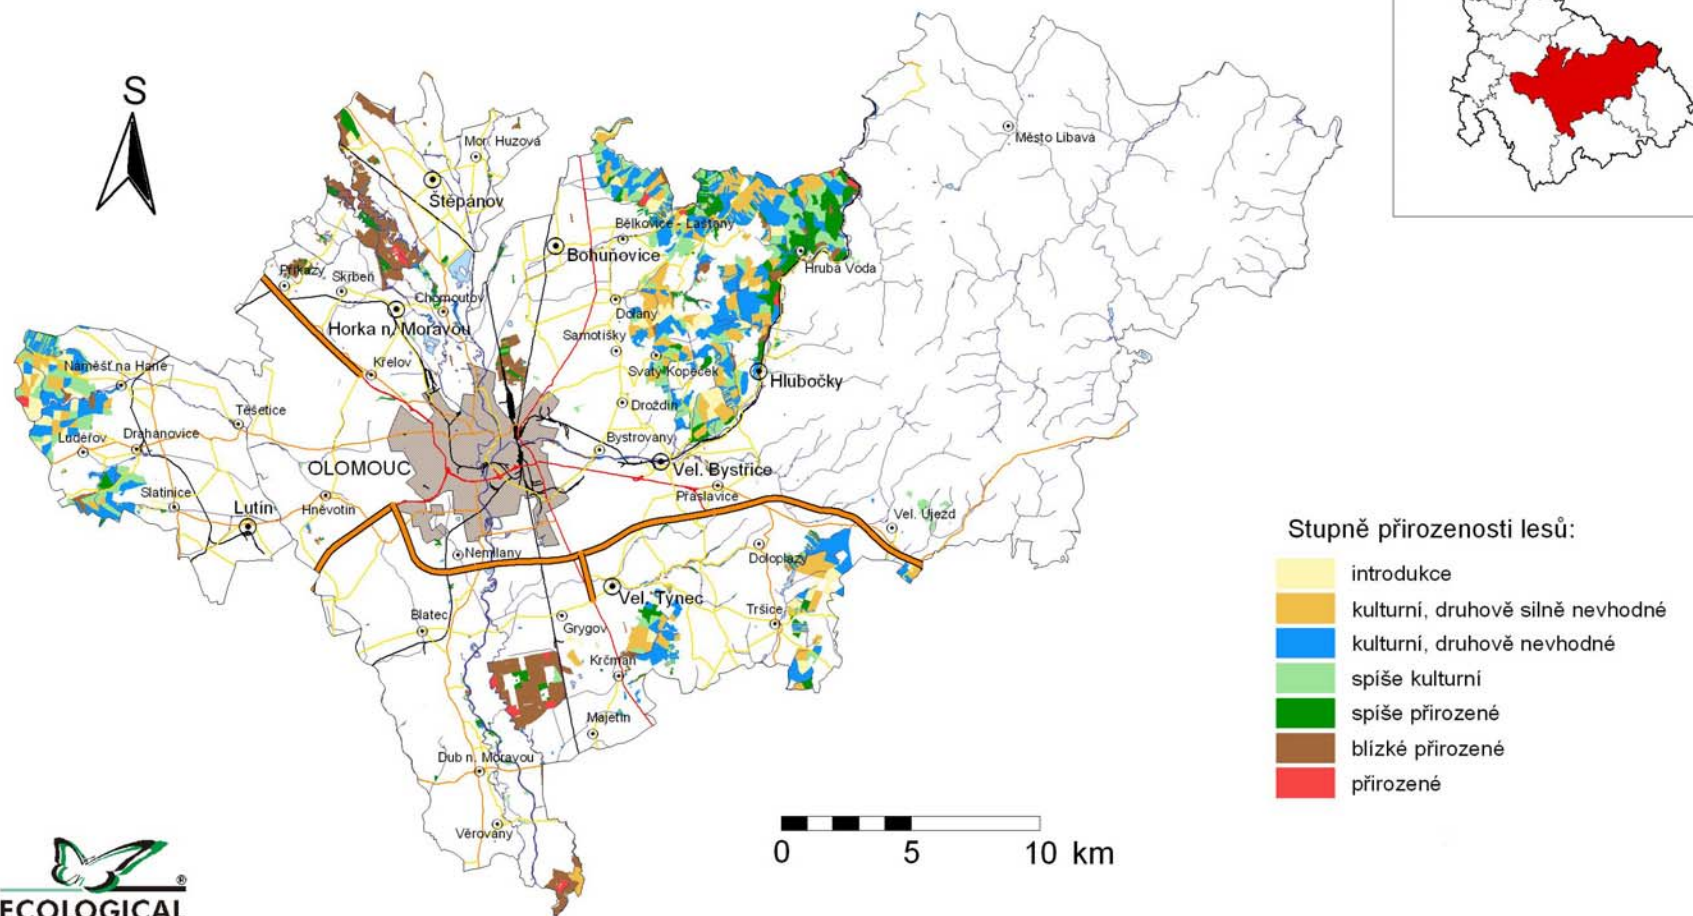 S
Město Libavá
Mor. Huzová
Štěpánov
Bělkovice - Lašťany
Bohuňovice
Hrubá Voda
Příkazy
Skrbeň
Chomoutov
Horka n. Moravou
Dolany
Samotišky
Křelov
Náměšť na Hané
Svatý Kopeček
Hlubočky
Droždín
Těšetice
Luděřov
Drahanovice
Bystrovany
OLOMOUC
Vel. Bystřice
Slatinice
Přáslavice
Lutín
Hněvotín
Vel. Újezd
Nemilany
Doloplazy
Vel. Týnec
Blatec
Grygov
Tršice
Krčmaň
Majetín
Dub n. Moravou
Věrovany
Stupně přirozenosti lesů:
introdukce
kulturní, druhově silně nevhodné
kulturní, druhově nevhodné
spíše kulturní
spíše přirozené
blízké přirozené
přirozené
0 5 10 km
®
ECOLOGICAL